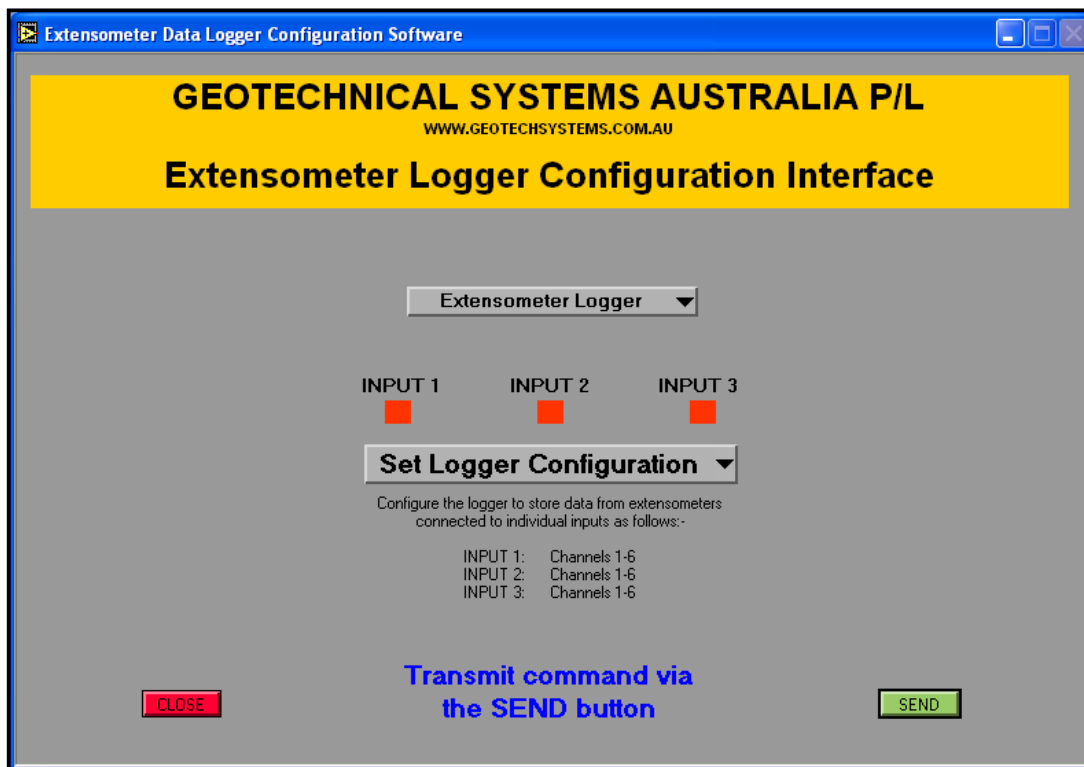 Extensometer Data Logger Configuration Software
GEOTECHNICAL SYSTEMS AUSTRALIA P/L
WWW.GEOTECHSYSTEMS.COM.AU
Extensometer Logger Configuration Interface
Extensometer Logger
INPUT 1 INPUT 2 INPUT 3
Set Logger Configuration
Configure the logger to store data from extensometers
connected to individual inputs as follows:-
INPUT 1: Channels 1-6
INPUT 2: Channels 1-6
INPUT 3: Channels 1-6
Transmit command via
the SEND button
CLOSE
SEND